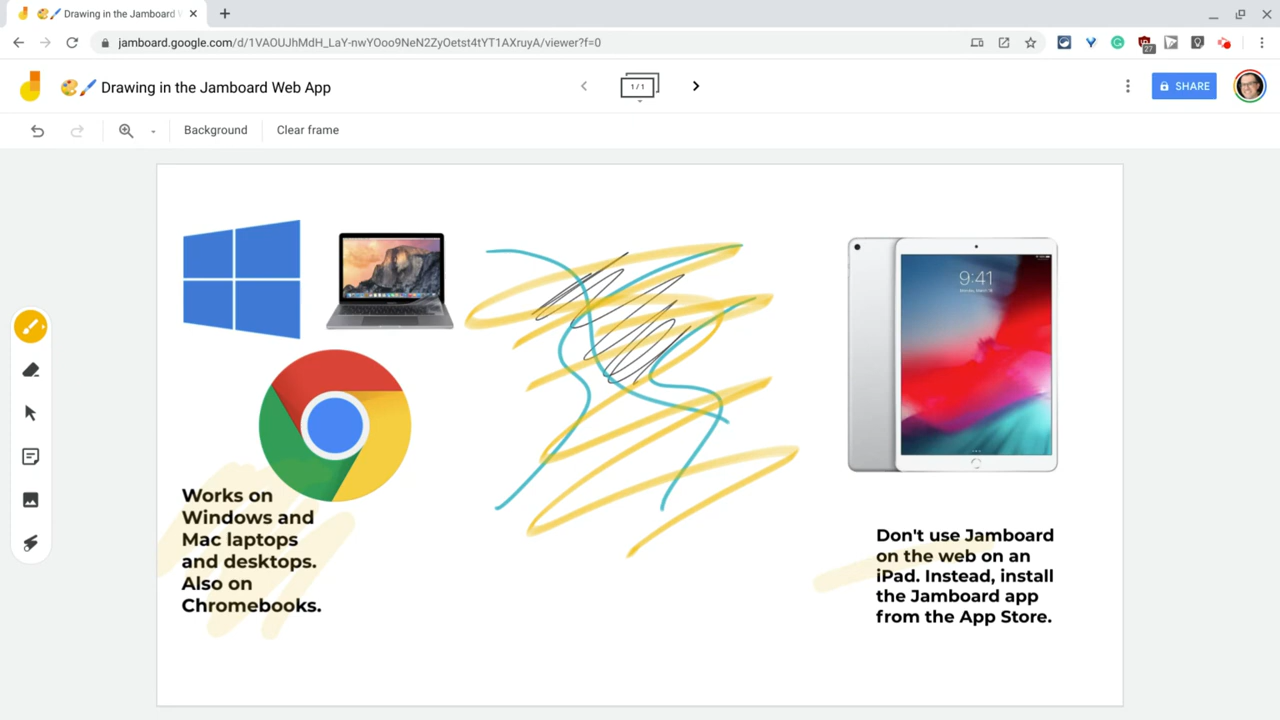 🎨🖌️ Drawing in the Jamboard
jamboard.google.com/d/1VAOUJhMdH_LaY-nwYOoo9NeN2ZyOetst4tYT1AXruyA/viewer?f=0
27
🎨🖌️ Drawing in the Jamboard Web App
1/1
SHARE
Background
Clear frame
9:41
Works on
Windows and
Mac laptops
and desktops.
Also on
Chromebooks.
Don't use Jamboard
on the web on an
iPad. Instead, install
the Jamboard app
from the App Store.